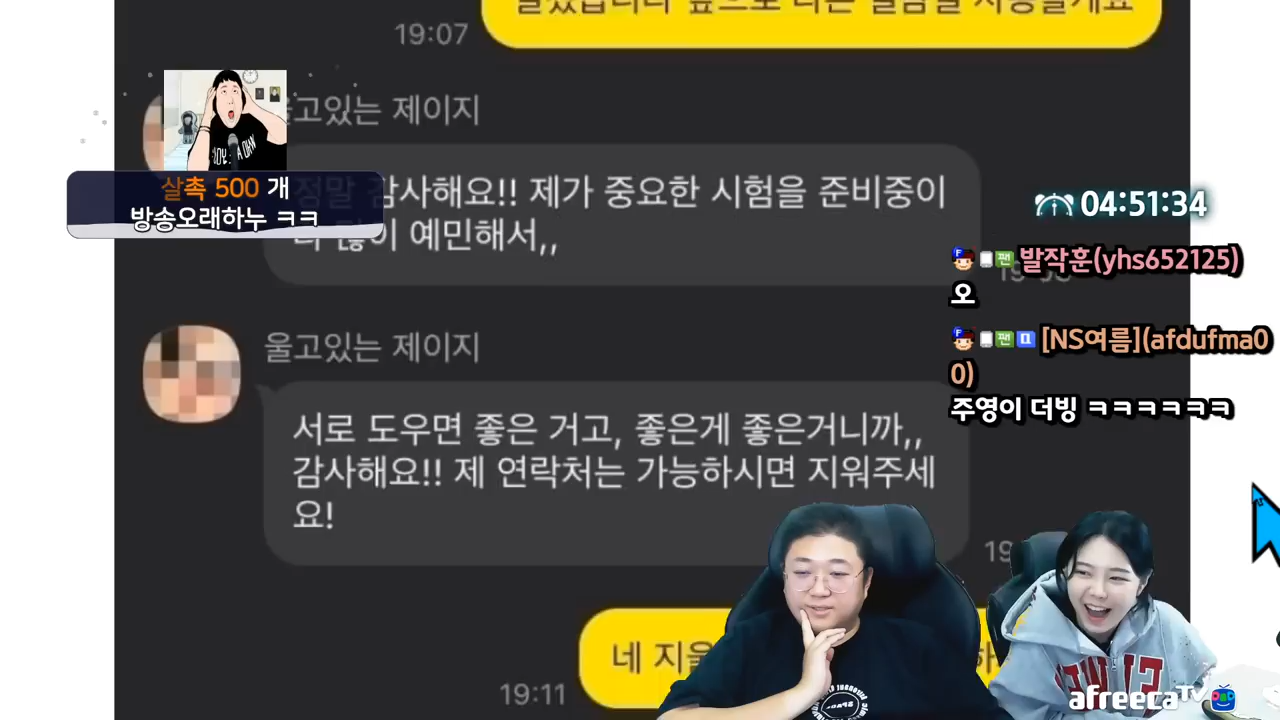 19:07
울고있는 제이지
살촉 500 개
방송오래하누 ㅋㅋ
정말 감사해요!! 제가 중요한 시험을 준비중이
많이 예민해서,,
04:51:34
발작훈(yhs652125)
오
[NS여름](afdufma0
0)
주영이 더빙 ㅋㅋㅋㅋㅋㅋ
울고있는 제이지
서로 도우면 좋은 거고, 좋은게 좋은거니까,,
감사해요!! 제 연락처는 가능하시면 지워주세
요!
네
19:11
afreecaTV